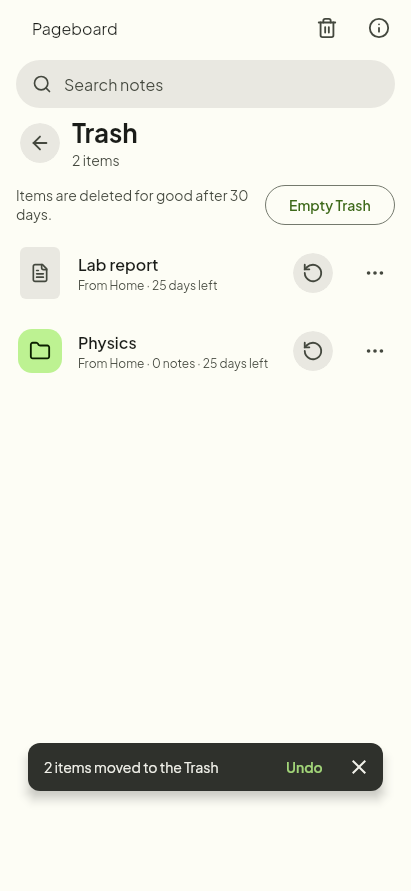 Pageboard
Search notes
Trash
2 items
Items are deleted for good after 30
days.
Empty Trash
Lab report
From Home · 25 days left
Physics
From Home · 0 notes · 25 days left
2 items moved to the Trash
Undo